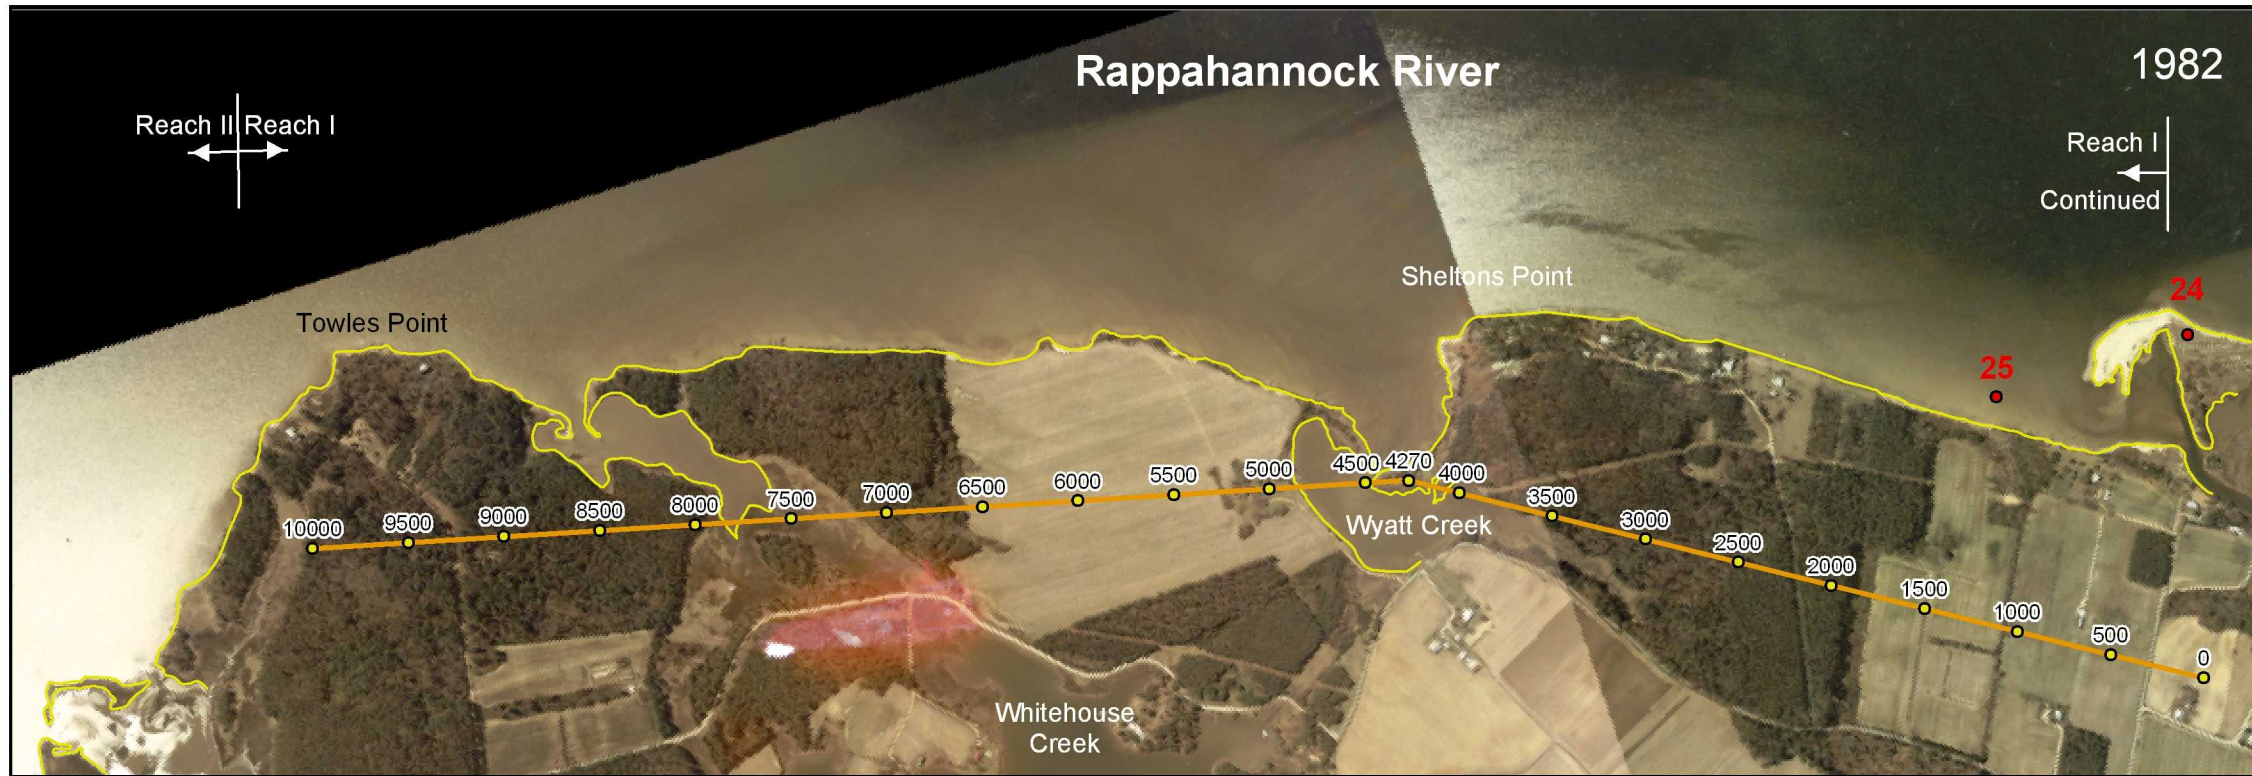 Rappahannock River
1982
Reach II Reach I
Reach I
Continued
Sheltons Point
24
Towles Point
25
10000 9500 9000 8500 8000 7500 7000 6500 6000 5500 5000 4500 4270 4000 3500 3000 2500 2000 1500 1000 500 0
Wyatt Creek
Whitehouse
Creek